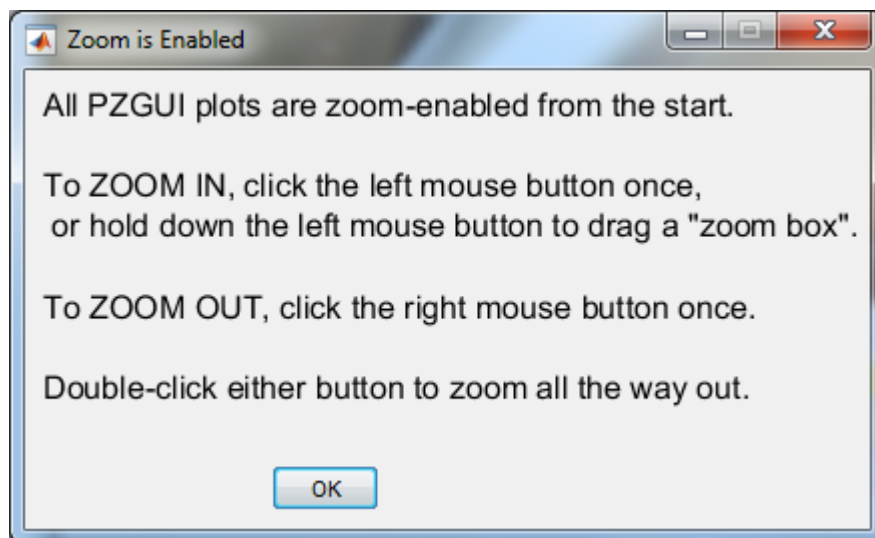 Zoom is Enabled
All PZGUI plots are zoom-enabled from the start.
To ZOOM IN, click the left mouse button once,
or hold down the left mouse button to drag a "zoom box".
To ZOOM OUT, click the right mouse button once.
Double-click either button to zoom all the way out.
OK